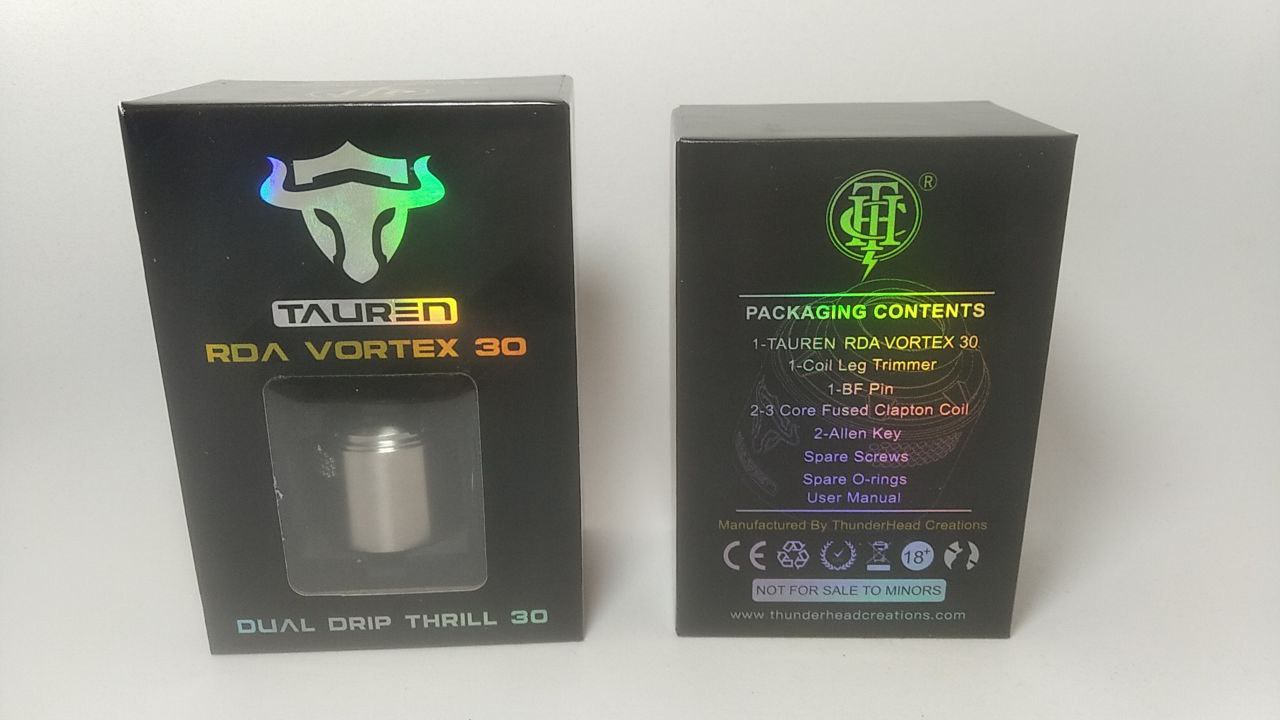 TAUREN
RDA VORTEX 30
DUAL DRIP THRILL 30
THC
®
PACKAGING CONTENTS
1-TAUREN RDA VORTEX 30
1-Coil Leg Trimmer
1-BF Pin
2-3 Core Fused Clapton Coil
2-Allen Key
Spare Screws
Spare O-rings
User Manual
Manufactured By ThunderHead Creations
CE
18+
NOT FOR SALE TO MINORS
www.thunderheadcreations.com